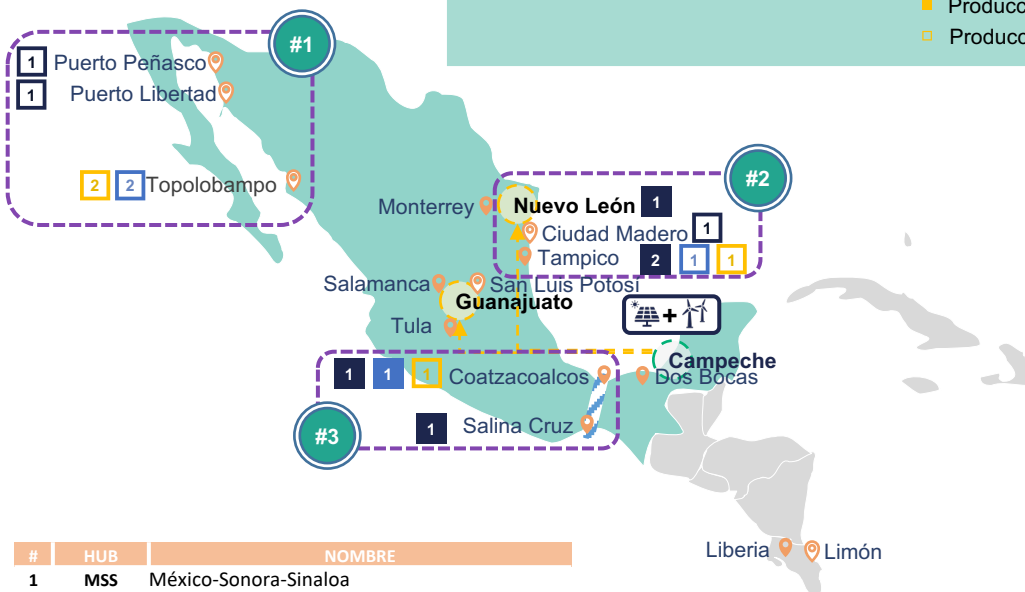 Producc
Producc
#1
1 Puerto Peñasco
1 Puerto Libertad
2 2 Topolobampo
#2
Monterrey
Nuevo León 1
Ciudad Madero 1
Tampico 2 1 1
Salamanca
San Luis Potosí
Guanajuato
Tula
+
Campeche
1 1 1 Coatzacoalcos
Dos Bocas
1 Salina Cruz
#3
Liberia
Limón
# HUB NOMBRE
1 MSS México-Sonora-Sinaloa